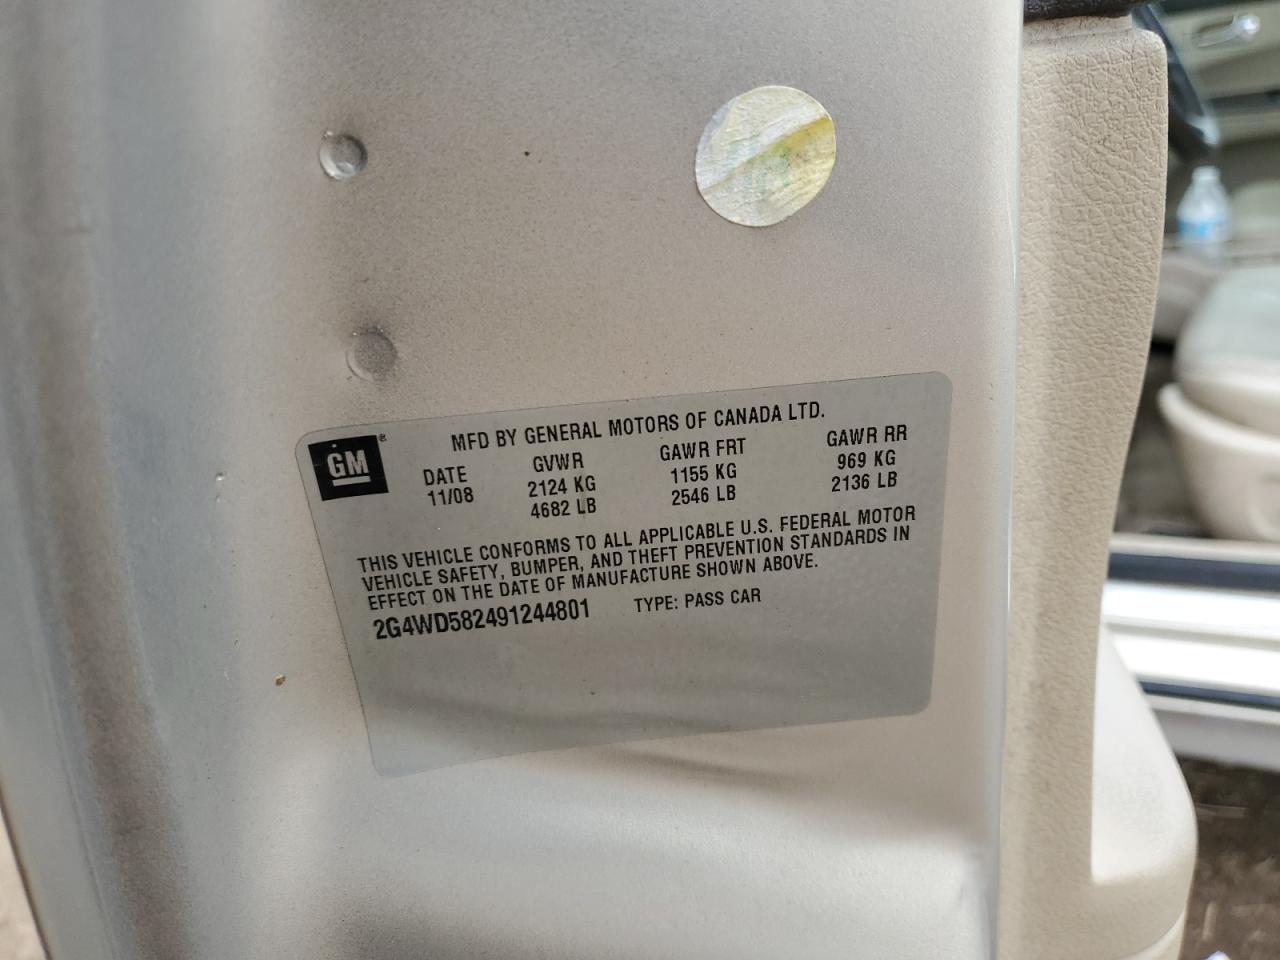 GM®
MFD BY GENERAL MOTORS OF CANADA LTD.
DATE GVWR GAWR FRT GAWR RR
11/08 2124 KG 1155 KG 969 KG
4682 LB 2546 LB 2136 LB
THIS VEHICLE CONFORMS TO ALL APPLICABLE U.S. FEDERAL MOTOR
VEHICLE SAFETY, BUMPER, AND THEFT PREVENTION STANDARDS IN
EFFECT ON THE DATE OF MANUFACTURE SHOWN ABOVE.
2G4WD582491244801 TYPE: PASS CAR